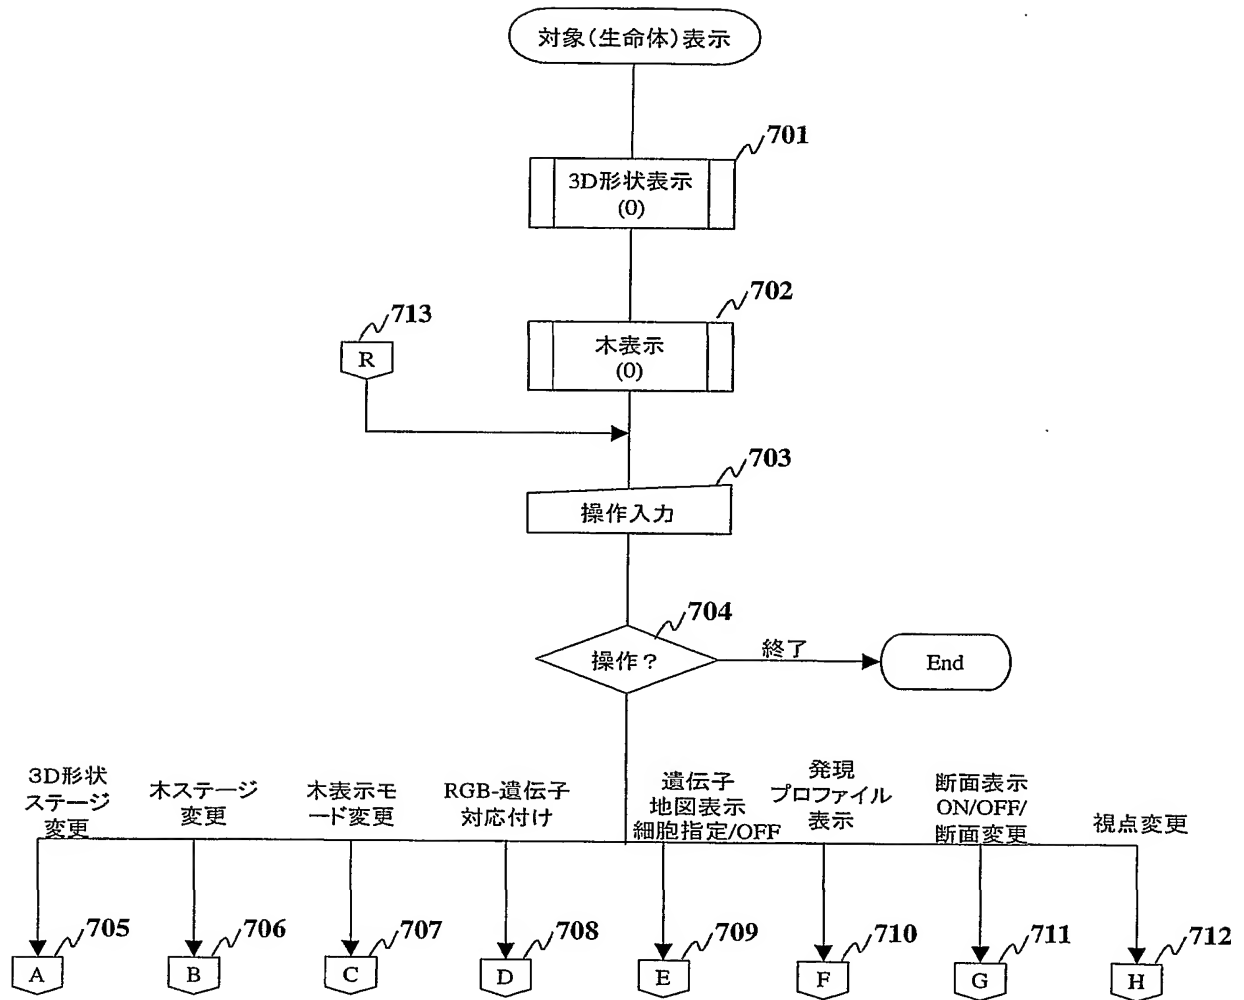 対象(生命体)表示
701
3D形状表示
(0)
702
木表示
(0)
713
R
703
操作入力
704
操作?
終了
End
3D形状
ステージ
変更
木ステージ
変更
木表示モ
ード変更
RGB-遺伝子
対応付け
遺伝子
地図表示
細胞指定/OFF
発現
プロファイル
表示
断面表示
ON/OFF/
断面変更
視点変更
705
A
706
B
707
C
708
D
709
E
710
F
711
G
712
H